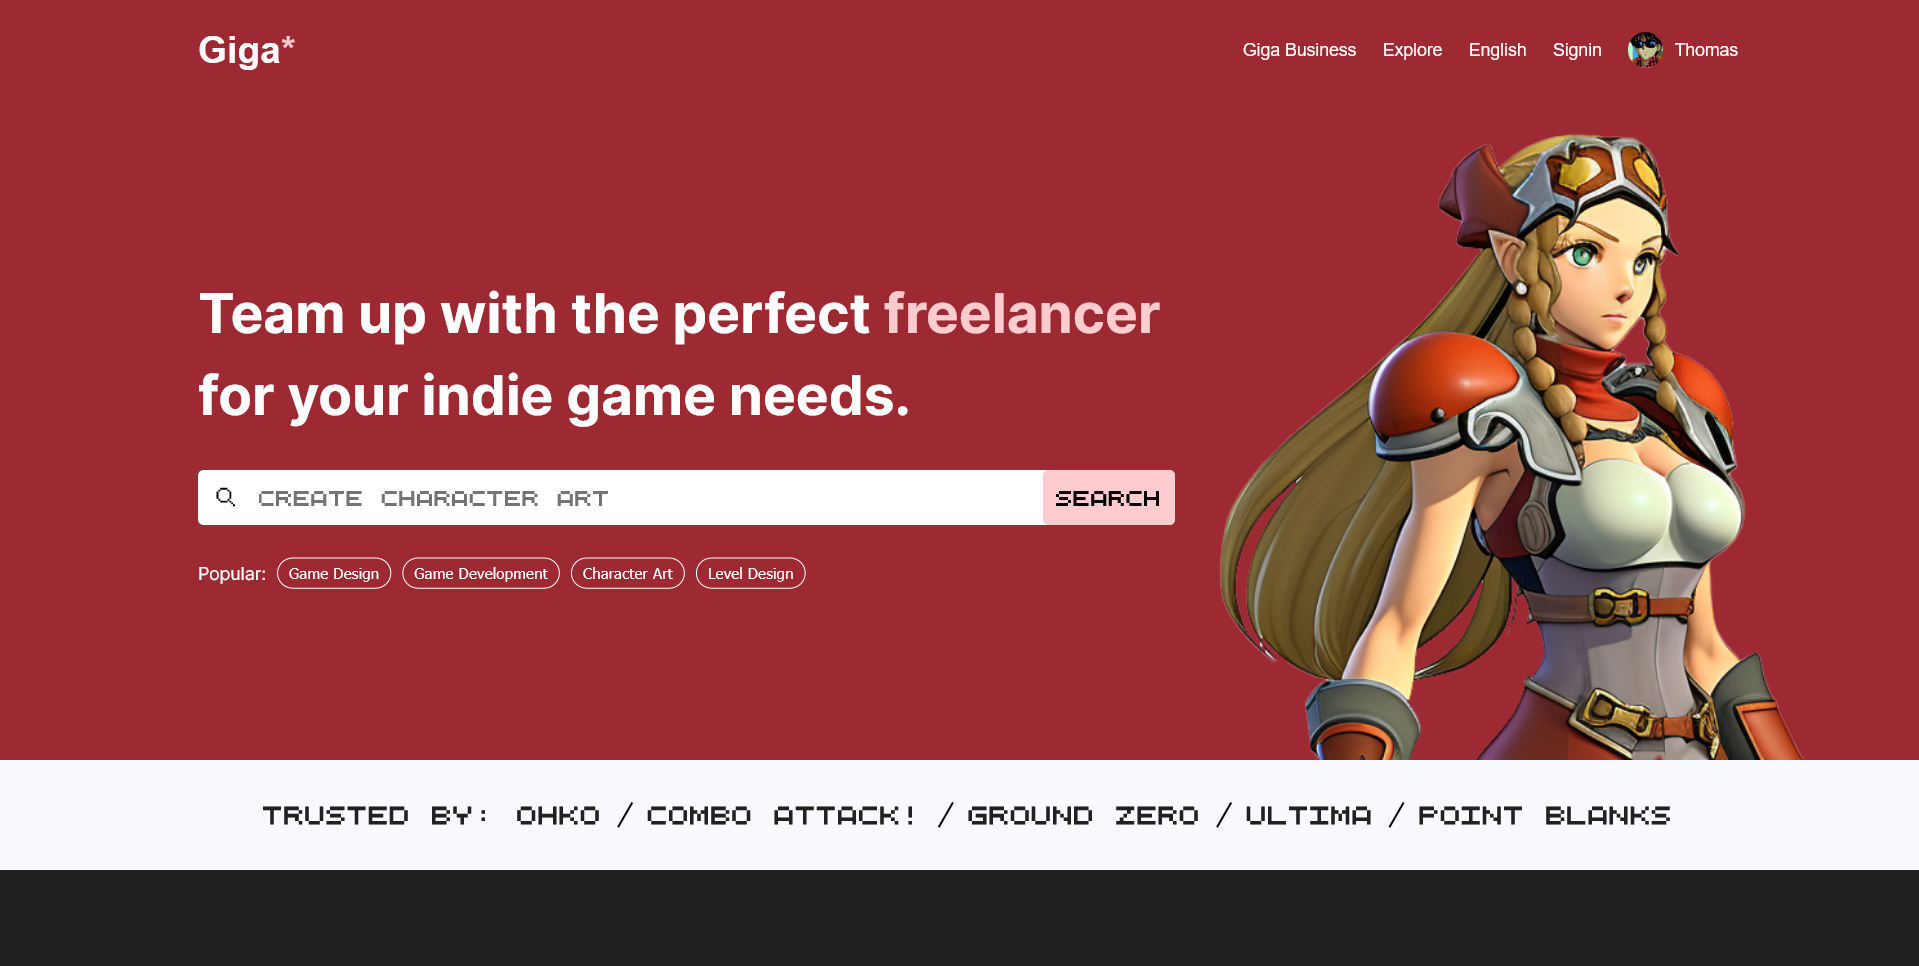 Giga*
Giga Business Explore English Signin Thomas
Team up with the perfect freelancer
for your indie game needs.
CREATE CHARACTER ART SEARCH
Popular: Game Design Game Development Character Art Level Design
TRUSTED BY: OHKO / COMBO ATTACK! / GROUND ZERO / ULTIMA / POINT BLANKS